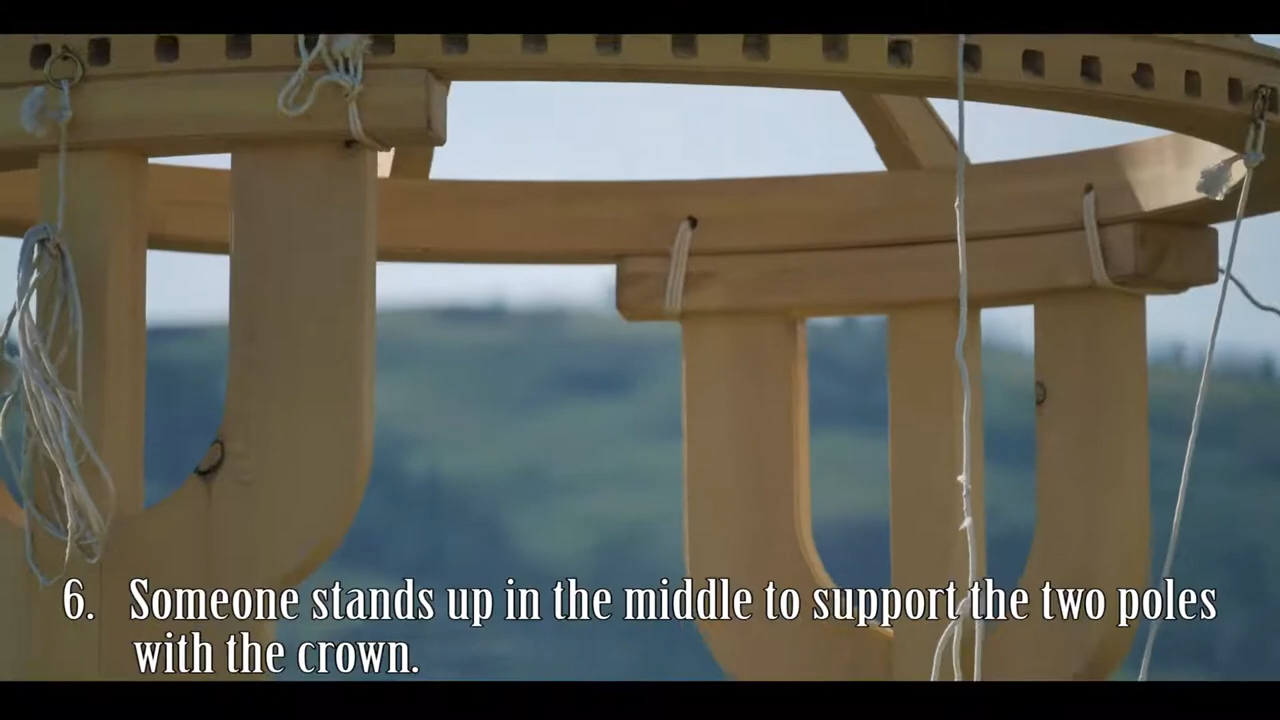 6. Someone stands up in the middle to support the two poles
with the crown.